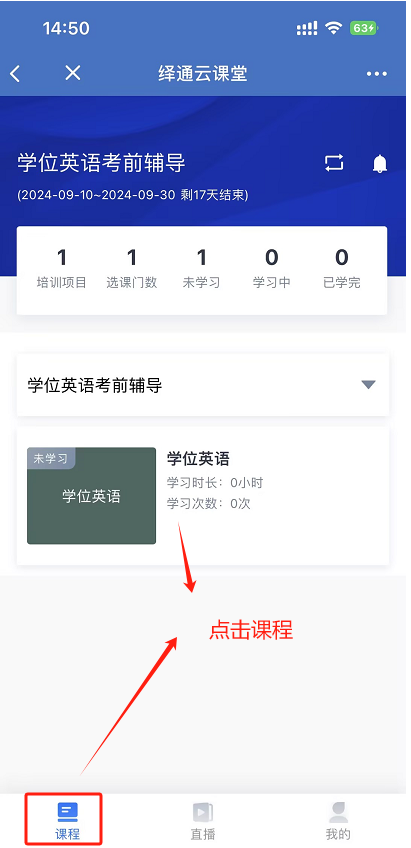 14:50
63
绎通云课堂
学位英语考前辅导
(2024-09-10~2024-09-30 剩17天结束)
1 1 1 0 0
培训项目 选课门数 未学习 学习中 已学完
学位英语考前辅导
未学习
学位英语
学位英语
学习时长：0小时
学习次数：0次
点击课程
课程 直播 我的